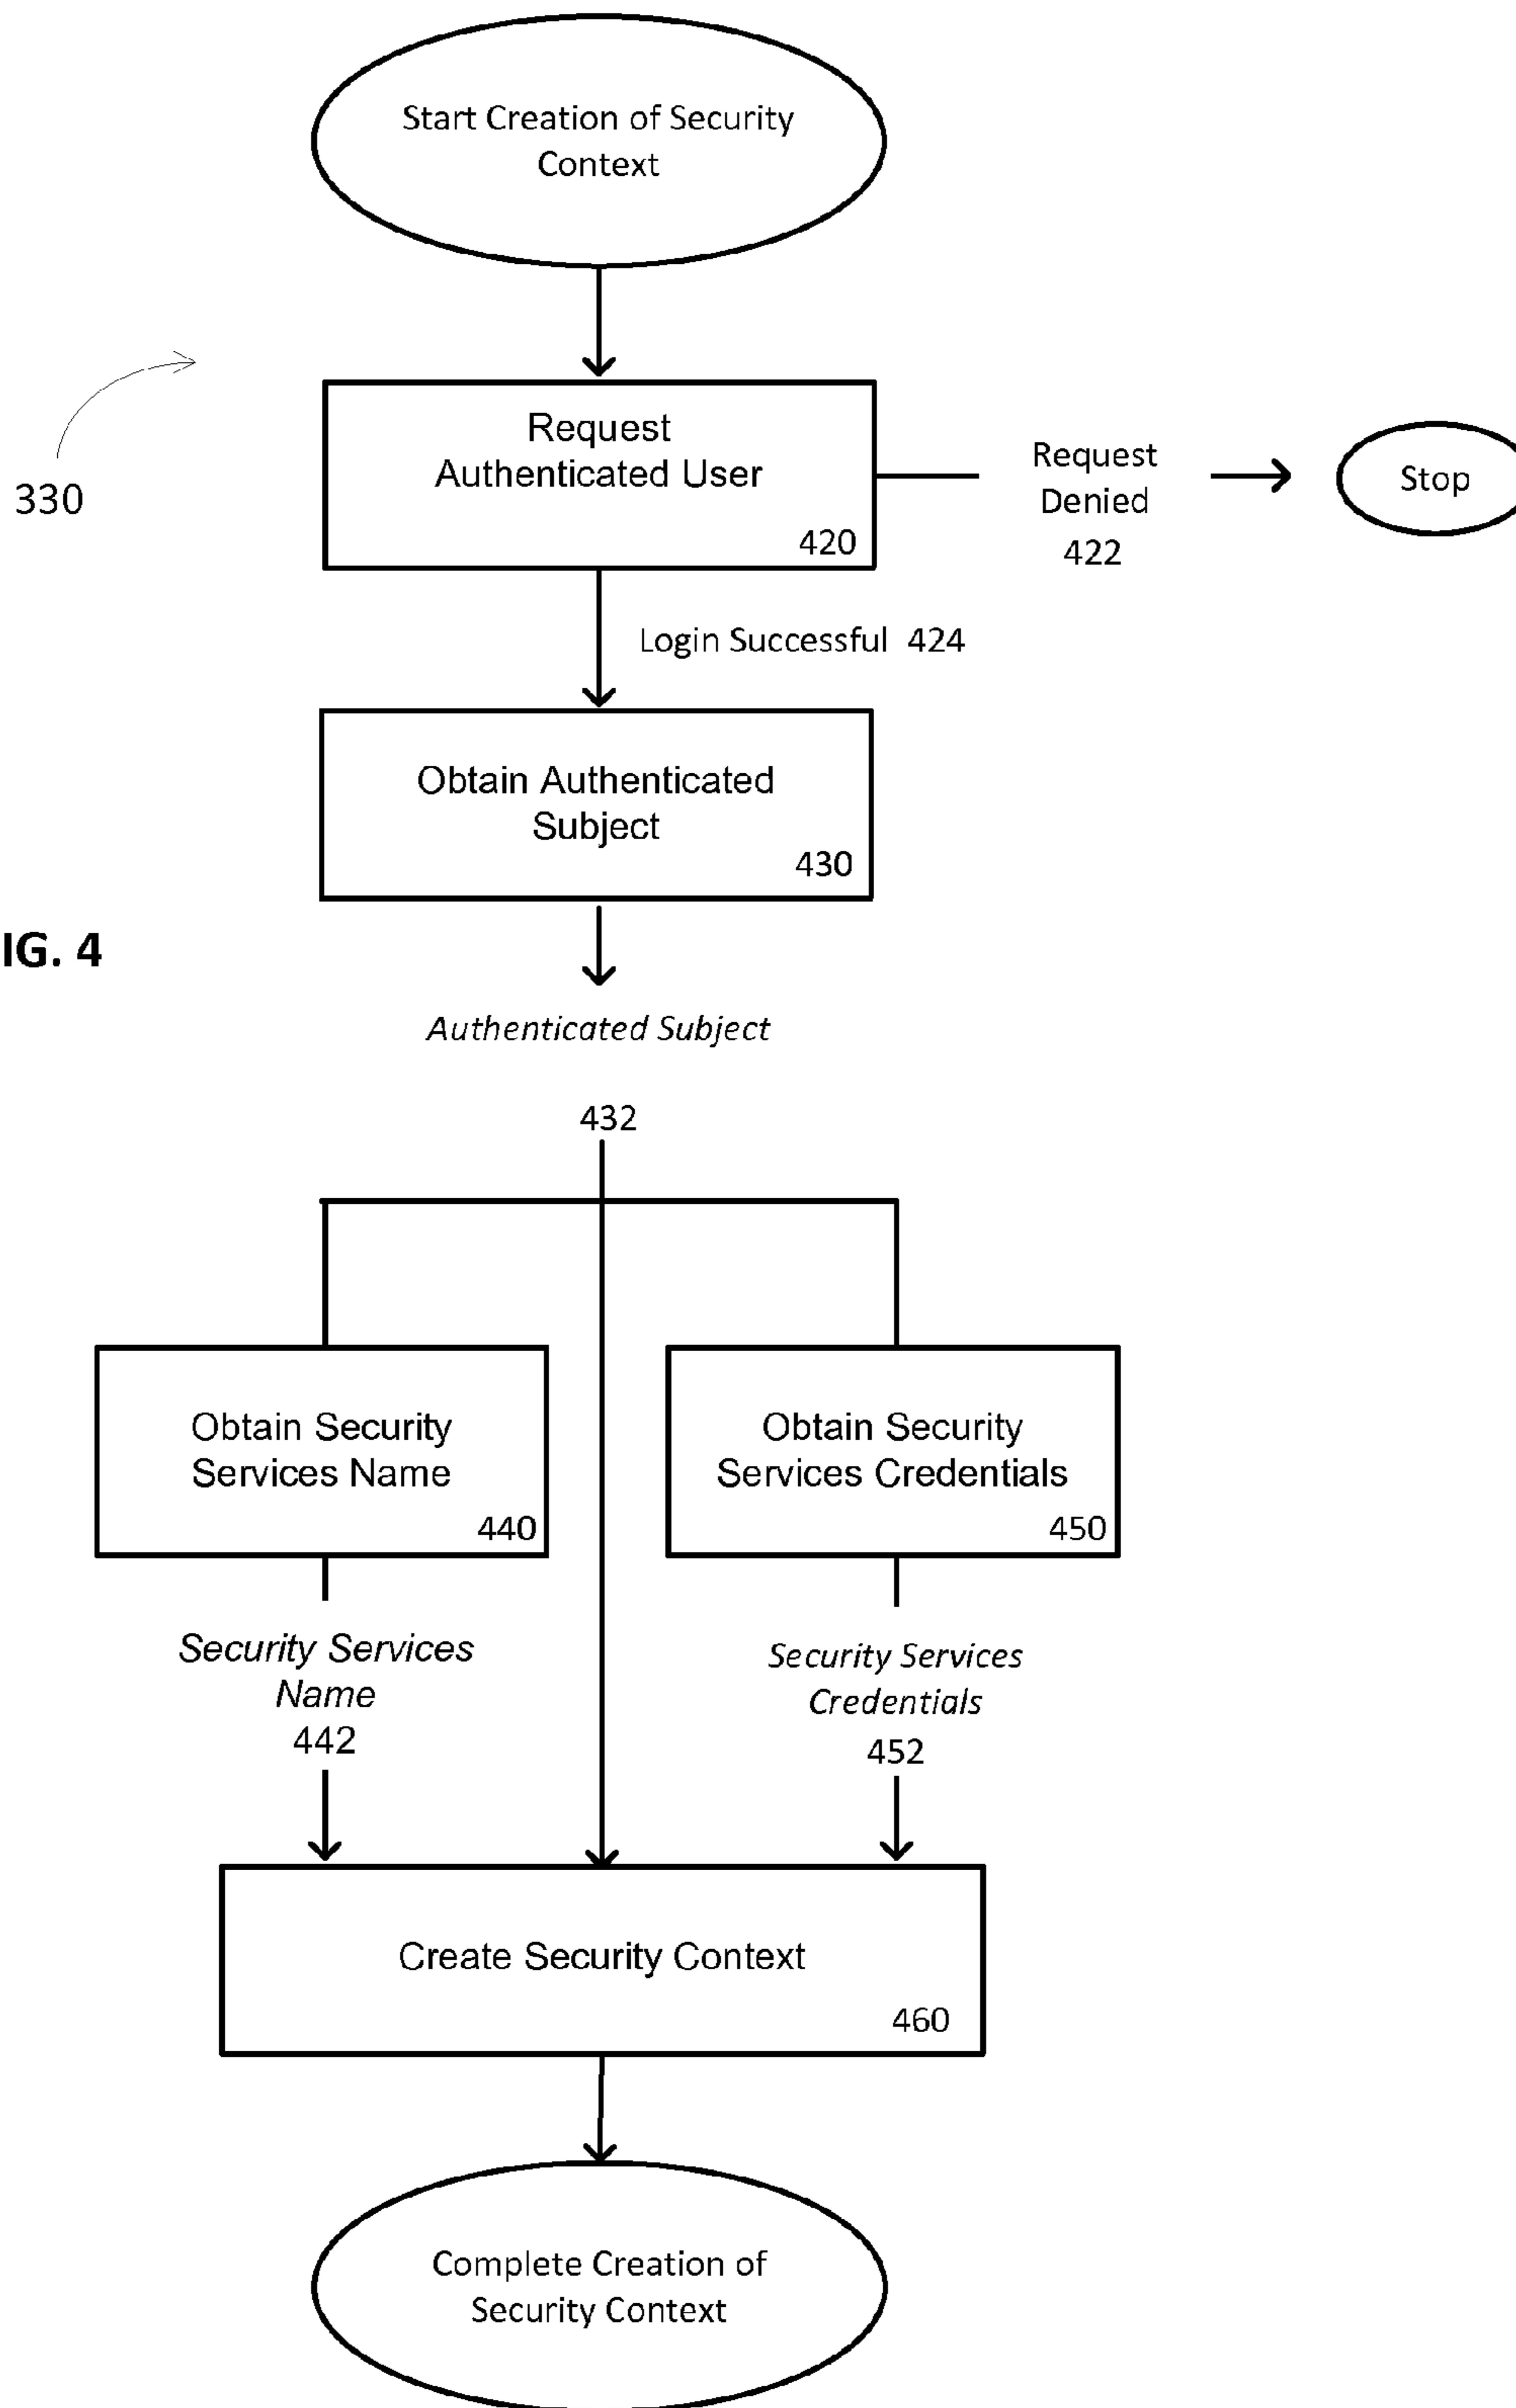 Start Creation of Security
Context
Request
Authenticated User
420
Request
Denied
422
Stop
330
Login Successful 424
Obtain Authenticated
Subject
430
IG. 4
Authenticated Subject
432
Obtain Security
Services Name
440
Obtain Security
Services Credentials
450
Security Services
Name
442
Security Services
Credentials
452
Create Security Context
460
Complete Creation of
Security Context